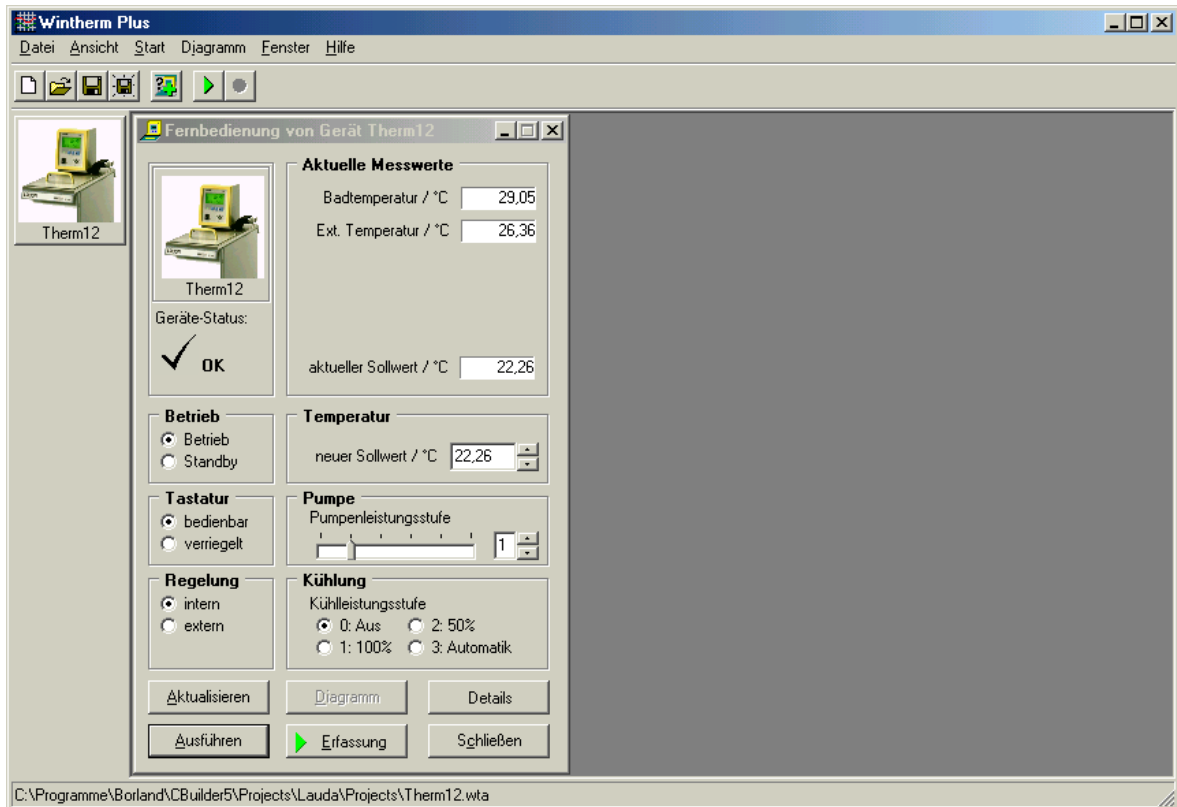 Wintherm Plus
Datei Ansicht Start Diagramm Fenster Hilfe
Therm12
Fernbedienung von Gerät Therm12
Therm12
Geräte-Status:
OK
Aktuelle Messwerte
Badtemperatur / °C 29,05
Ext. Temperatur / °C 26,36
aktueller Sollwert / °C 22,26
Betrieb
Betrieb
Standby
Temperatur
neuer Sollwert / °C 22,26
Tastatur
bedienbar
verriegelt
Pumpe
Pumpenleistungsstufe
1
Regelung
intern
extern
Kühlung
Kühlleistungsstufe
0: Aus 2: 50%
1: 100% 3: Automatik
Aktualisieren Diagramm Details
Ausführen Erfassung Schließen
C:\Programme\Borland\CBuilder5\Projects\Lauda\Projects\Therm12.wta